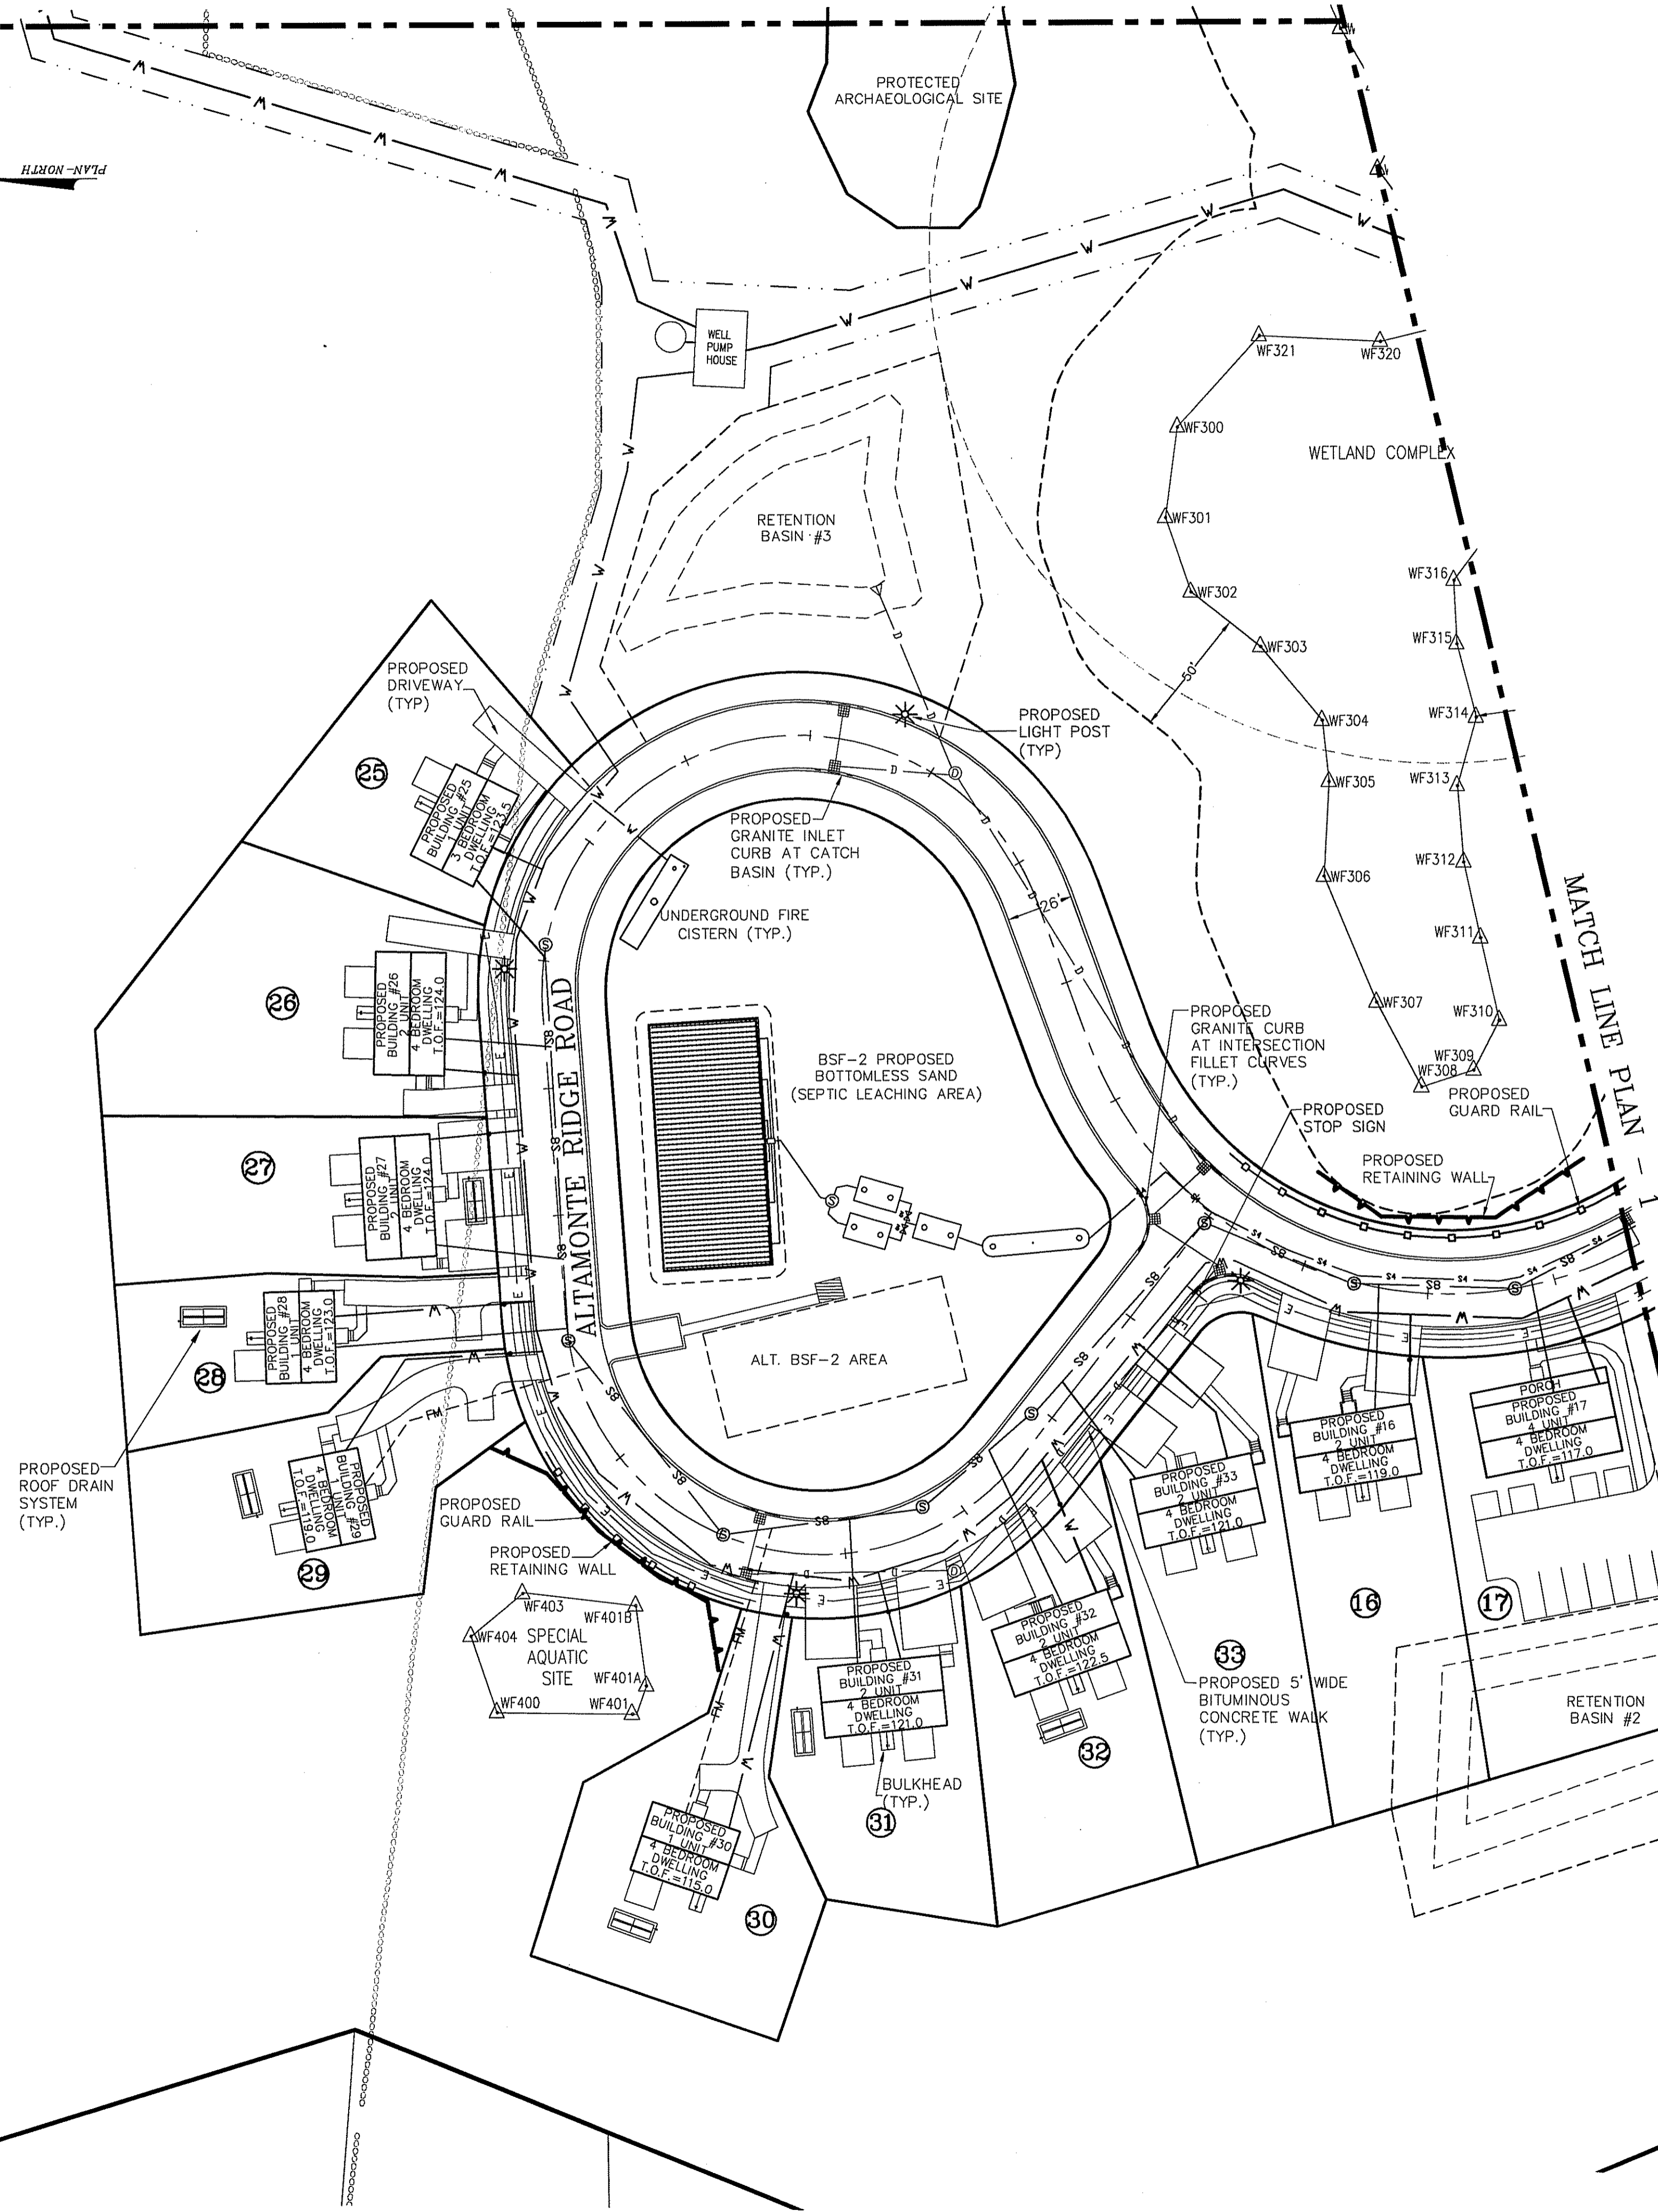 PROTECTED
ARCHAEOLOGICAL SITE
PLAN-NORTH
WELL
PUMP
HOUSE
WF321
WF320
WF300
WETLAND COMPLEX
WF301
RETENTION
BASIN #3
WF302
WF316
WF303
WF315
50'
WF304
WF314
WF305
WF313
WF306
WF312
WF311
WF307
WF310
WF309
WF308
MATCH LINE PLAN - 1
PROPOSED
DRIVEWAY
(TYP)
PROPOSED
LIGHT POST
(TYP)
25
PROPOSED
BUILDING #25
1 UNIT
3 BEDROOM
DWELLING
T.O.F.=123.5
PROPOSED
GRANITE INLET
CURB AT CATCH
BASIN (TYP.)
26'
UNDERGROUND FIRE
CISTERN (TYP.)
26
PROPOSED
BUILDING #26
2 UNIT
4 BEDROOM
DWELLING
T.O.F.=124.0
ALTAMONTE RIDGE ROAD
BSF-2 PROPOSED
BOTTOMLESS SAND
(SEPTIC LEACHING AREA)
PROPOSED
GRANITE CURB
AT INTERSECTION
FILLET CURVES
(TYP.)
PROPOSED
STOP SIGN
PROPOSED
GUARD RAIL
PROPOSED
RETAINING WALL
27
PROPOSED
BUILDING #27
2 UNIT
4 BEDROOM
DWELLING
T.O.F.=124.0
28
PROPOSED
BUILDING #28
1 UNIT
4 BEDROOM
DWELLING
T.O.F.=123.0
ALT. BSF-2 AREA
PROPOSED
ROOF DRAIN
SYSTEM
(TYP.)
29
PROPOSED
BUILDING #29
1 UNIT
4 BEDROOM
DWELLING
T.O.F.=119.0
PROPOSED
GUARD RAIL
PROPOSED
RETAINING WALL
WF403
WF401B
WF404
SPECIAL
AQUATIC
SITE
WF401A
WF400
WF401
30
PROPOSED
BUILDING #30
1 UNIT
4 BEDROOM
DWELLING
T.O.F.=115.0
31
PROPOSED
BUILDING #31
2 UNIT
4 BEDROOM
DWELLING
T.O.F.=121.0
BULKHEAD
(TYP.)
32
PROPOSED
BUILDING #32
2 UNIT
4 BEDROOM
DWELLING
T.O.F.=122.5
33
PROPOSED
BUILDING #33
2 UNIT
4 BEDROOM
DWELLING
T.O.F.=121.0
PROPOSED 5' WIDE
BITUMINOUS
CONCRETE WALK
(TYP.)
16
PROPOSED
BUILDING #16
2 UNIT
4 BEDROOM
DWELLING
T.O.F.=119.0
17
PORCH
PROPOSED
BUILDING #17
4 UNIT
4 BEDROOM
DWELLING
T.O.F.=117.0
RETENTION
BASIN #2